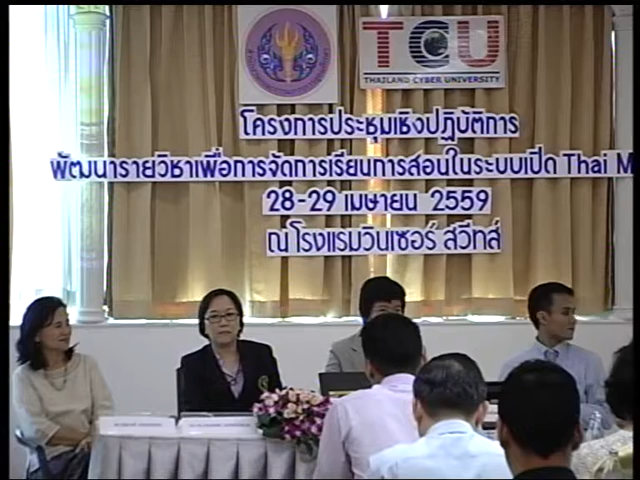 TCU
THAILAND CYBER UNIVERSITY
โครงการประชุมเชิงปฏิบัติการ
พัฒนารายวิชาเพื่อการจัดการเรียนการสอนในระบบเปิด Thai M
28-29 เมษายน 2559
ณ โรงแรมวินเซอร์ สวีทส์